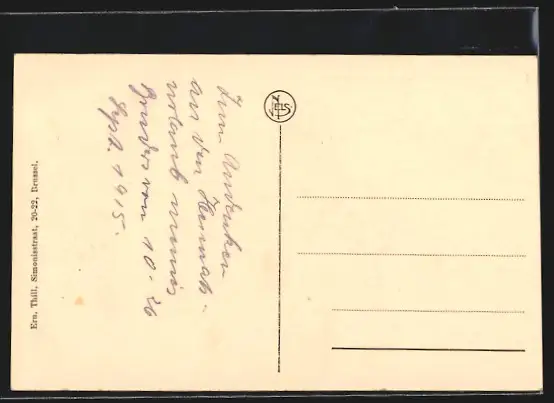 Zum Andenken
an den Heimat-
urlaub meines
Bruders vom 10.-26
Sept. 1915.
ELS
Ern. Thill, Simonisstraat, 20-22, Brussel.